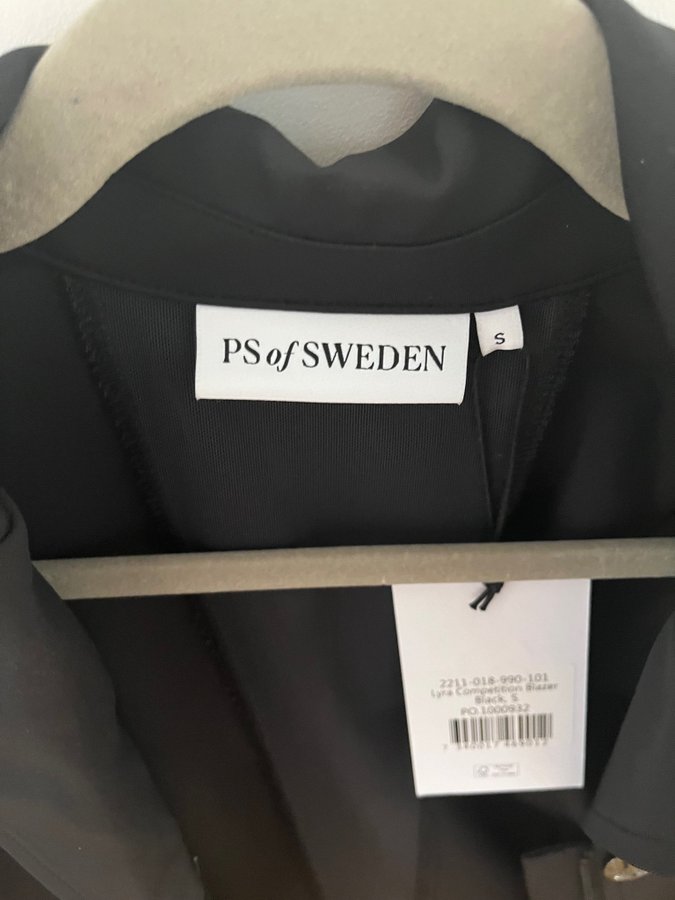 PS of SWEDEN
S
2211-018-990-101
Lyra Competition Blazer
Black, S
PO.1000932